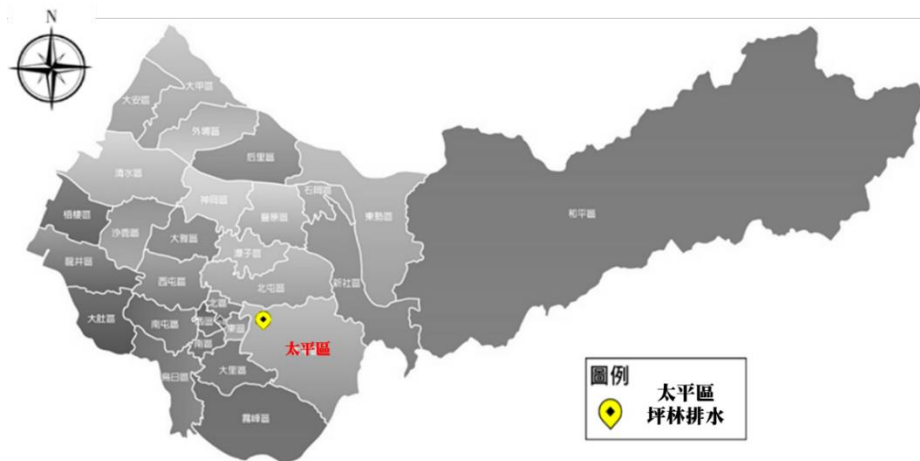 N
大甲區
大安區
外埔區
后里區
清水區
石岡區
神岡區
豐原區
東勢區
梧棲區
和平區
沙鹿區
大雅區
潭子區
龍井區
西屯區
新社區
北屯區
北區
大肚區
南屯區
西區
東區
太平區
南區
大里區
烏日區
霧峰區
圖例
太平區
坪林排水